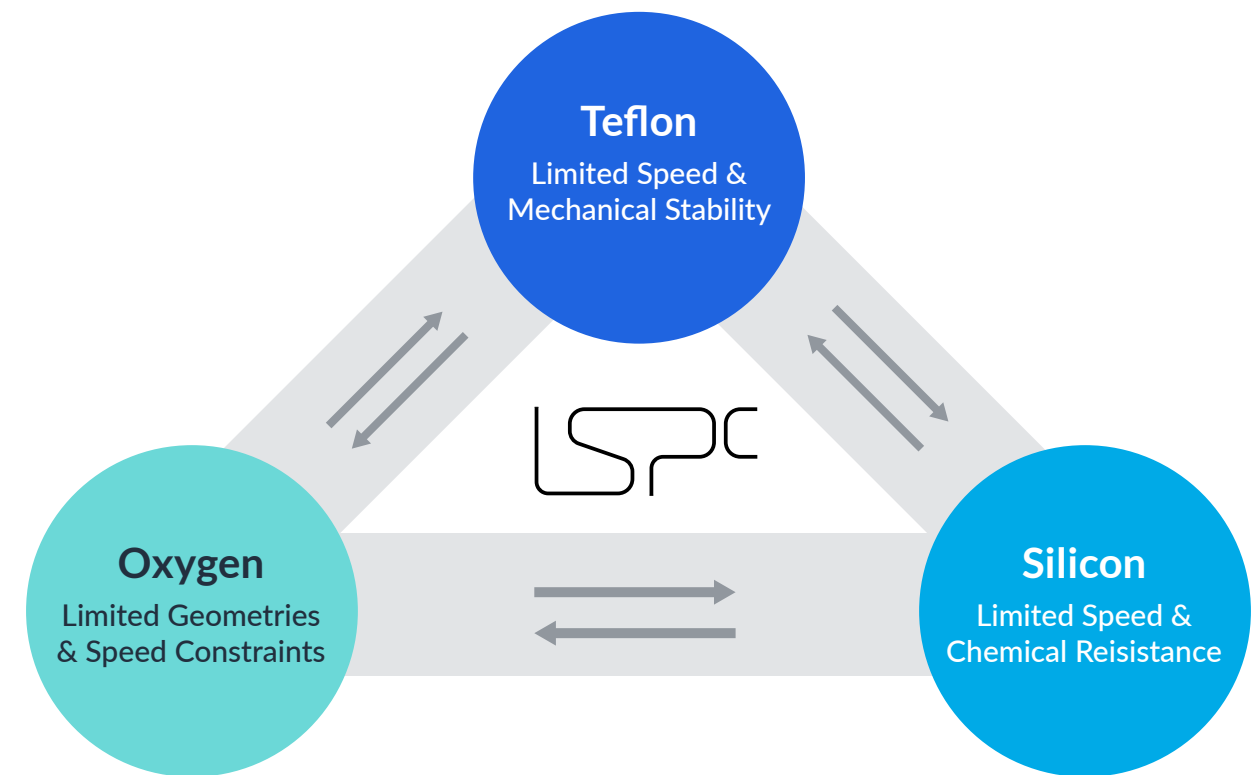 Teflon
Limited Speed &
Mechanical Stability
LSPC
Oxygen
Limited Geometries
& Speed Constraints
Silicon
Limited Speed &
Chemical Reisistance